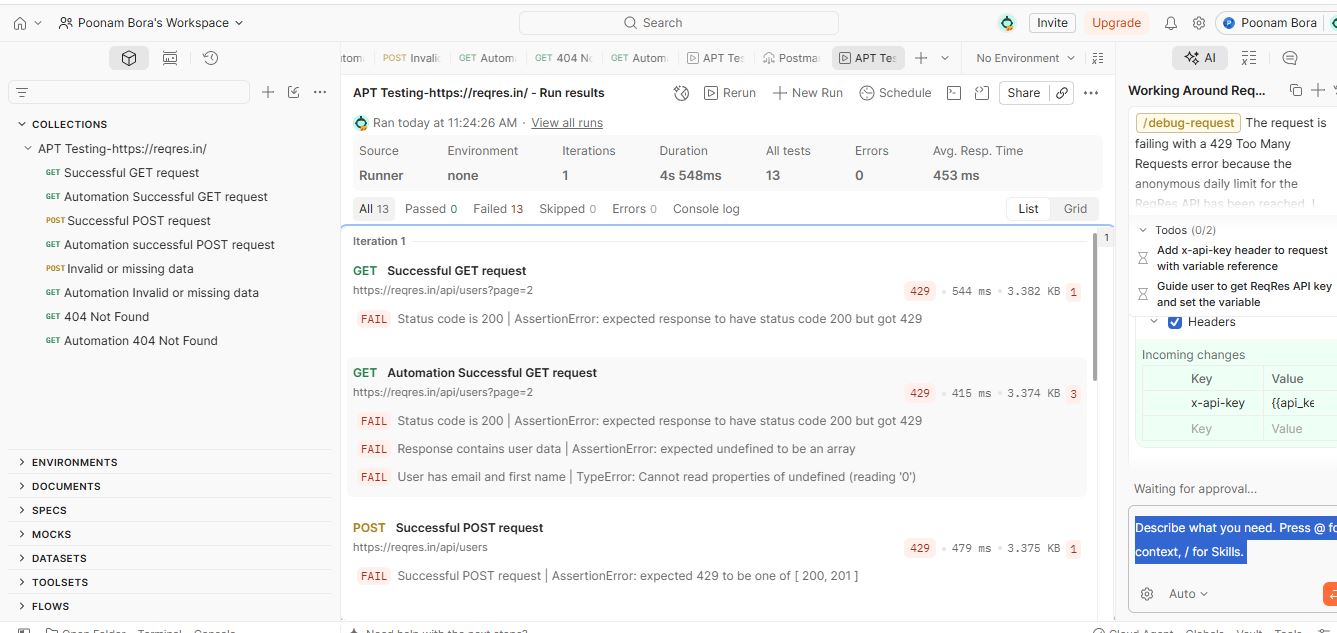 Poonam Bora's Workspace
Search
Invite
Upgrade
Poonam Bora
POST Invalic
GET Autom
GET 404 N
GET Autom
APT Te
Postma
APT Te
No Environment
AI
APT Testing-https://reqres.in/ - Run results
Rerun
New Run
Schedule
Share
Working Around Req...
Ran today at 11:24:26 AM · View all runs
Source Environment Iterations Duration All tests Errors Avg. Resp. Time
Runner none 1 4s 548ms 13 0 453 ms
All 13 Passed 0 Failed 13 Skipped 0 Errors 0 Console log
List Grid
COLLECTIONS
APT Testing-https://reqres.in/
GET Successful GET request
GET Automation Successful GET request
POST Successful POST request
GET Automation successful POST request
POST Invalid or missing data
GET Automation Invalid or missing data
GET 404 Not Found
GET Automation 404 Not Found
ENVIRONMENTS
DOCUMENTS
SPECS
MOCKS
DATASETS
TOOLSETS
FLOWS
Iteration 1
1
GET Successful GET request
https://reqres.in/api/users?page=2
429 • 544 ms • 3.382 KB 1
FAIL Status code is 200 | AssertionError: expected response to have status code 200 but got 429
GET Automation Successful GET request
https://reqres.in/api/users?page=2
429 • 415 ms • 3.374 KB 3
FAIL Status code is 200 | AssertionError: expected response to have status code 200 but got 429
FAIL Response contains user data | AssertionError: expected undefined to be an array
FAIL User has email and first name | TypeError: Cannot read properties of undefined (reading '0')
POST Successful POST request
https://reqres.in/api/users
429 • 479 ms • 3.375 KB 1
FAIL Successful POST request | AssertionError: expected 429 to be one of [ 200, 201 ]
/debug-request The request is
failing with a 429 Too Many
Requests error because the
anonymous daily limit for the
ReqRes API has been reached.
Todos (0/2)
Add x-api-key header to request
with variable reference
Guide user to get ReqRes API key
and set the variable
Headers
Incoming changes
Key Value
x-api-key {{api_ke
Key Value
Waiting for approval...
Describe what you need. Press @ fo
context, / for Skills.
Auto
Open Folder Terminal Console
Need help with the next steps?
Cloud Agent Globals Vault Tools